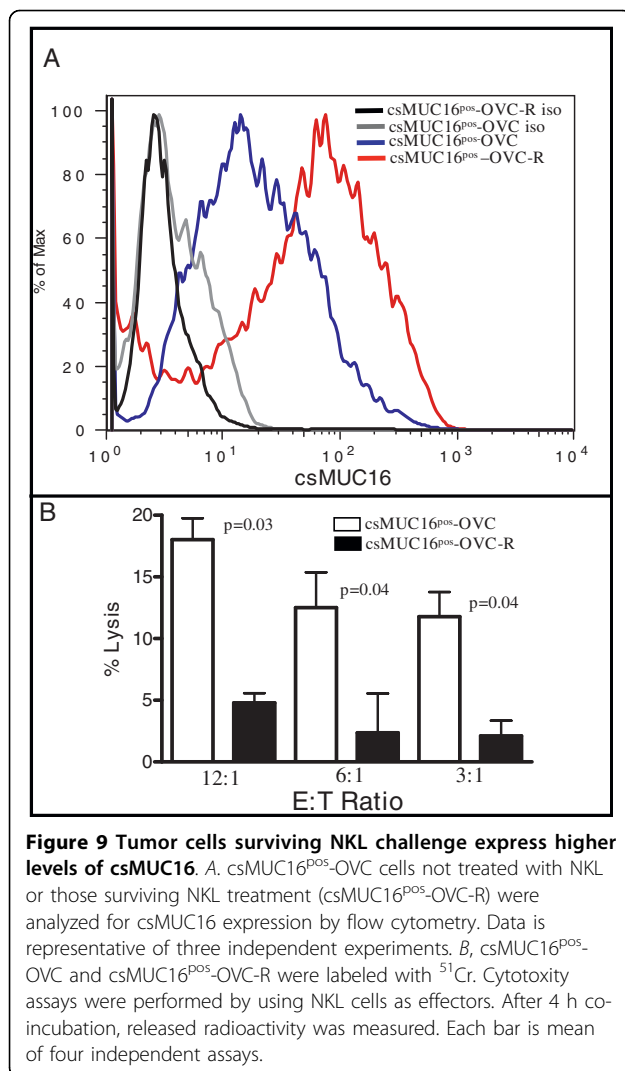 A
csMUC16pos-OVC-R iso
csMUC16pos-OVC iso
csMUC16pos-OVC
csMUC16pos–OVC-R
% of Max
100
80
60
40
20
0
10^0 10^1 10^2 10^3 10^4
csMUC16
B
csMUC16pos-OVC
csMUC16pos-OVC-R
% Lysis
20
15
10
5
0
p=0.03
p=0.04
p=0.04
12:1 6:1 3:1
E:T Ratio
Figure 9 Tumor cells surviving NKL challenge express higher
levels of csMUC16. A. csMUC16pos-OVC cells not treated with NKL
or those surviving NKL treatment (csMUC16pos-OVC-R) were
analyzed for csMUC16 expression by flow cytometry. Data is
representative of three independent experiments. B, csMUC16pos-
OVC and csMUC16pos-OVC-R were labeled with 51Cr. Cytotoxity
assays were performed by using NKL cells as effectors. After 4 h co-
incubation, released radioactivity was measured. Each bar is mean
of four independent assays.